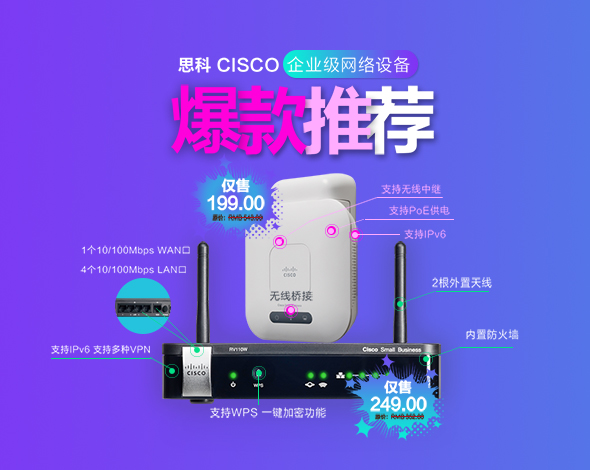 思科 CISCO 企业级网络设备
爆款推荐
仅售
199.00
支持无线中继
支持PoE供电
支持IPv6
1个10/100Mbps WAN口
4个10/100Mbps LAN口
CISCO
无线桥接
2根外置天线
内置防火墙
支持IPv6 支持多种VPN
CISCO
RV110W
Cisco Small Business
WPS
仅售
249.00
支持WPS 一键加密功能